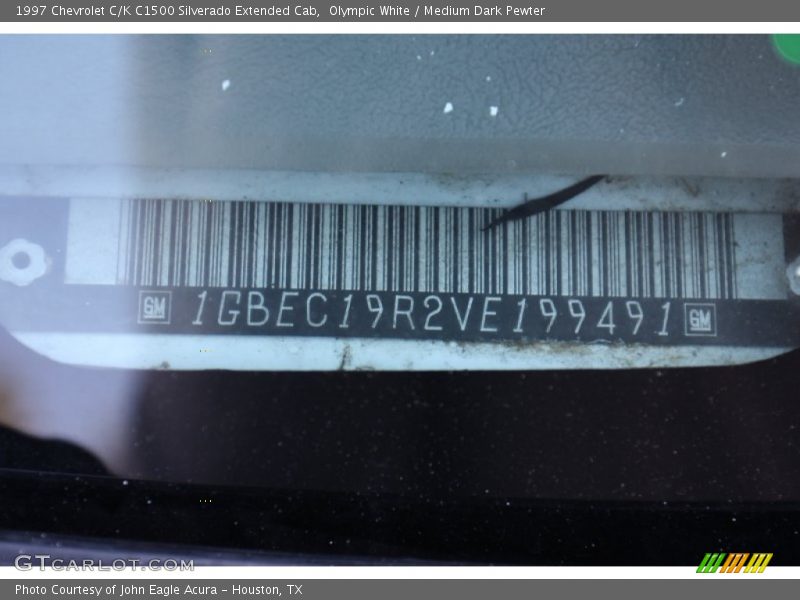 1997 Chevrolet C/K C1500 Silverado Extended Cab,  Olympic White / Medium Dark Pewter
GM 1GBEC19R2VE199491 GM
GTCARLOT.COM
Photo Courtesy of John Eagle Acura - Houston, TX